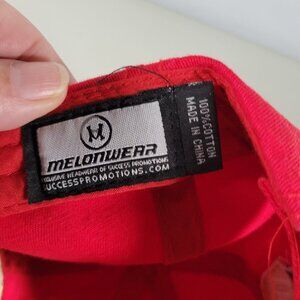 MELONWEAR
EXCLUSIVE HEADWEAR OF SUCCESS PROMOTIONS
SUCCESSPROMOTIONS.COM
100% COTTON
MADE IN CHINA